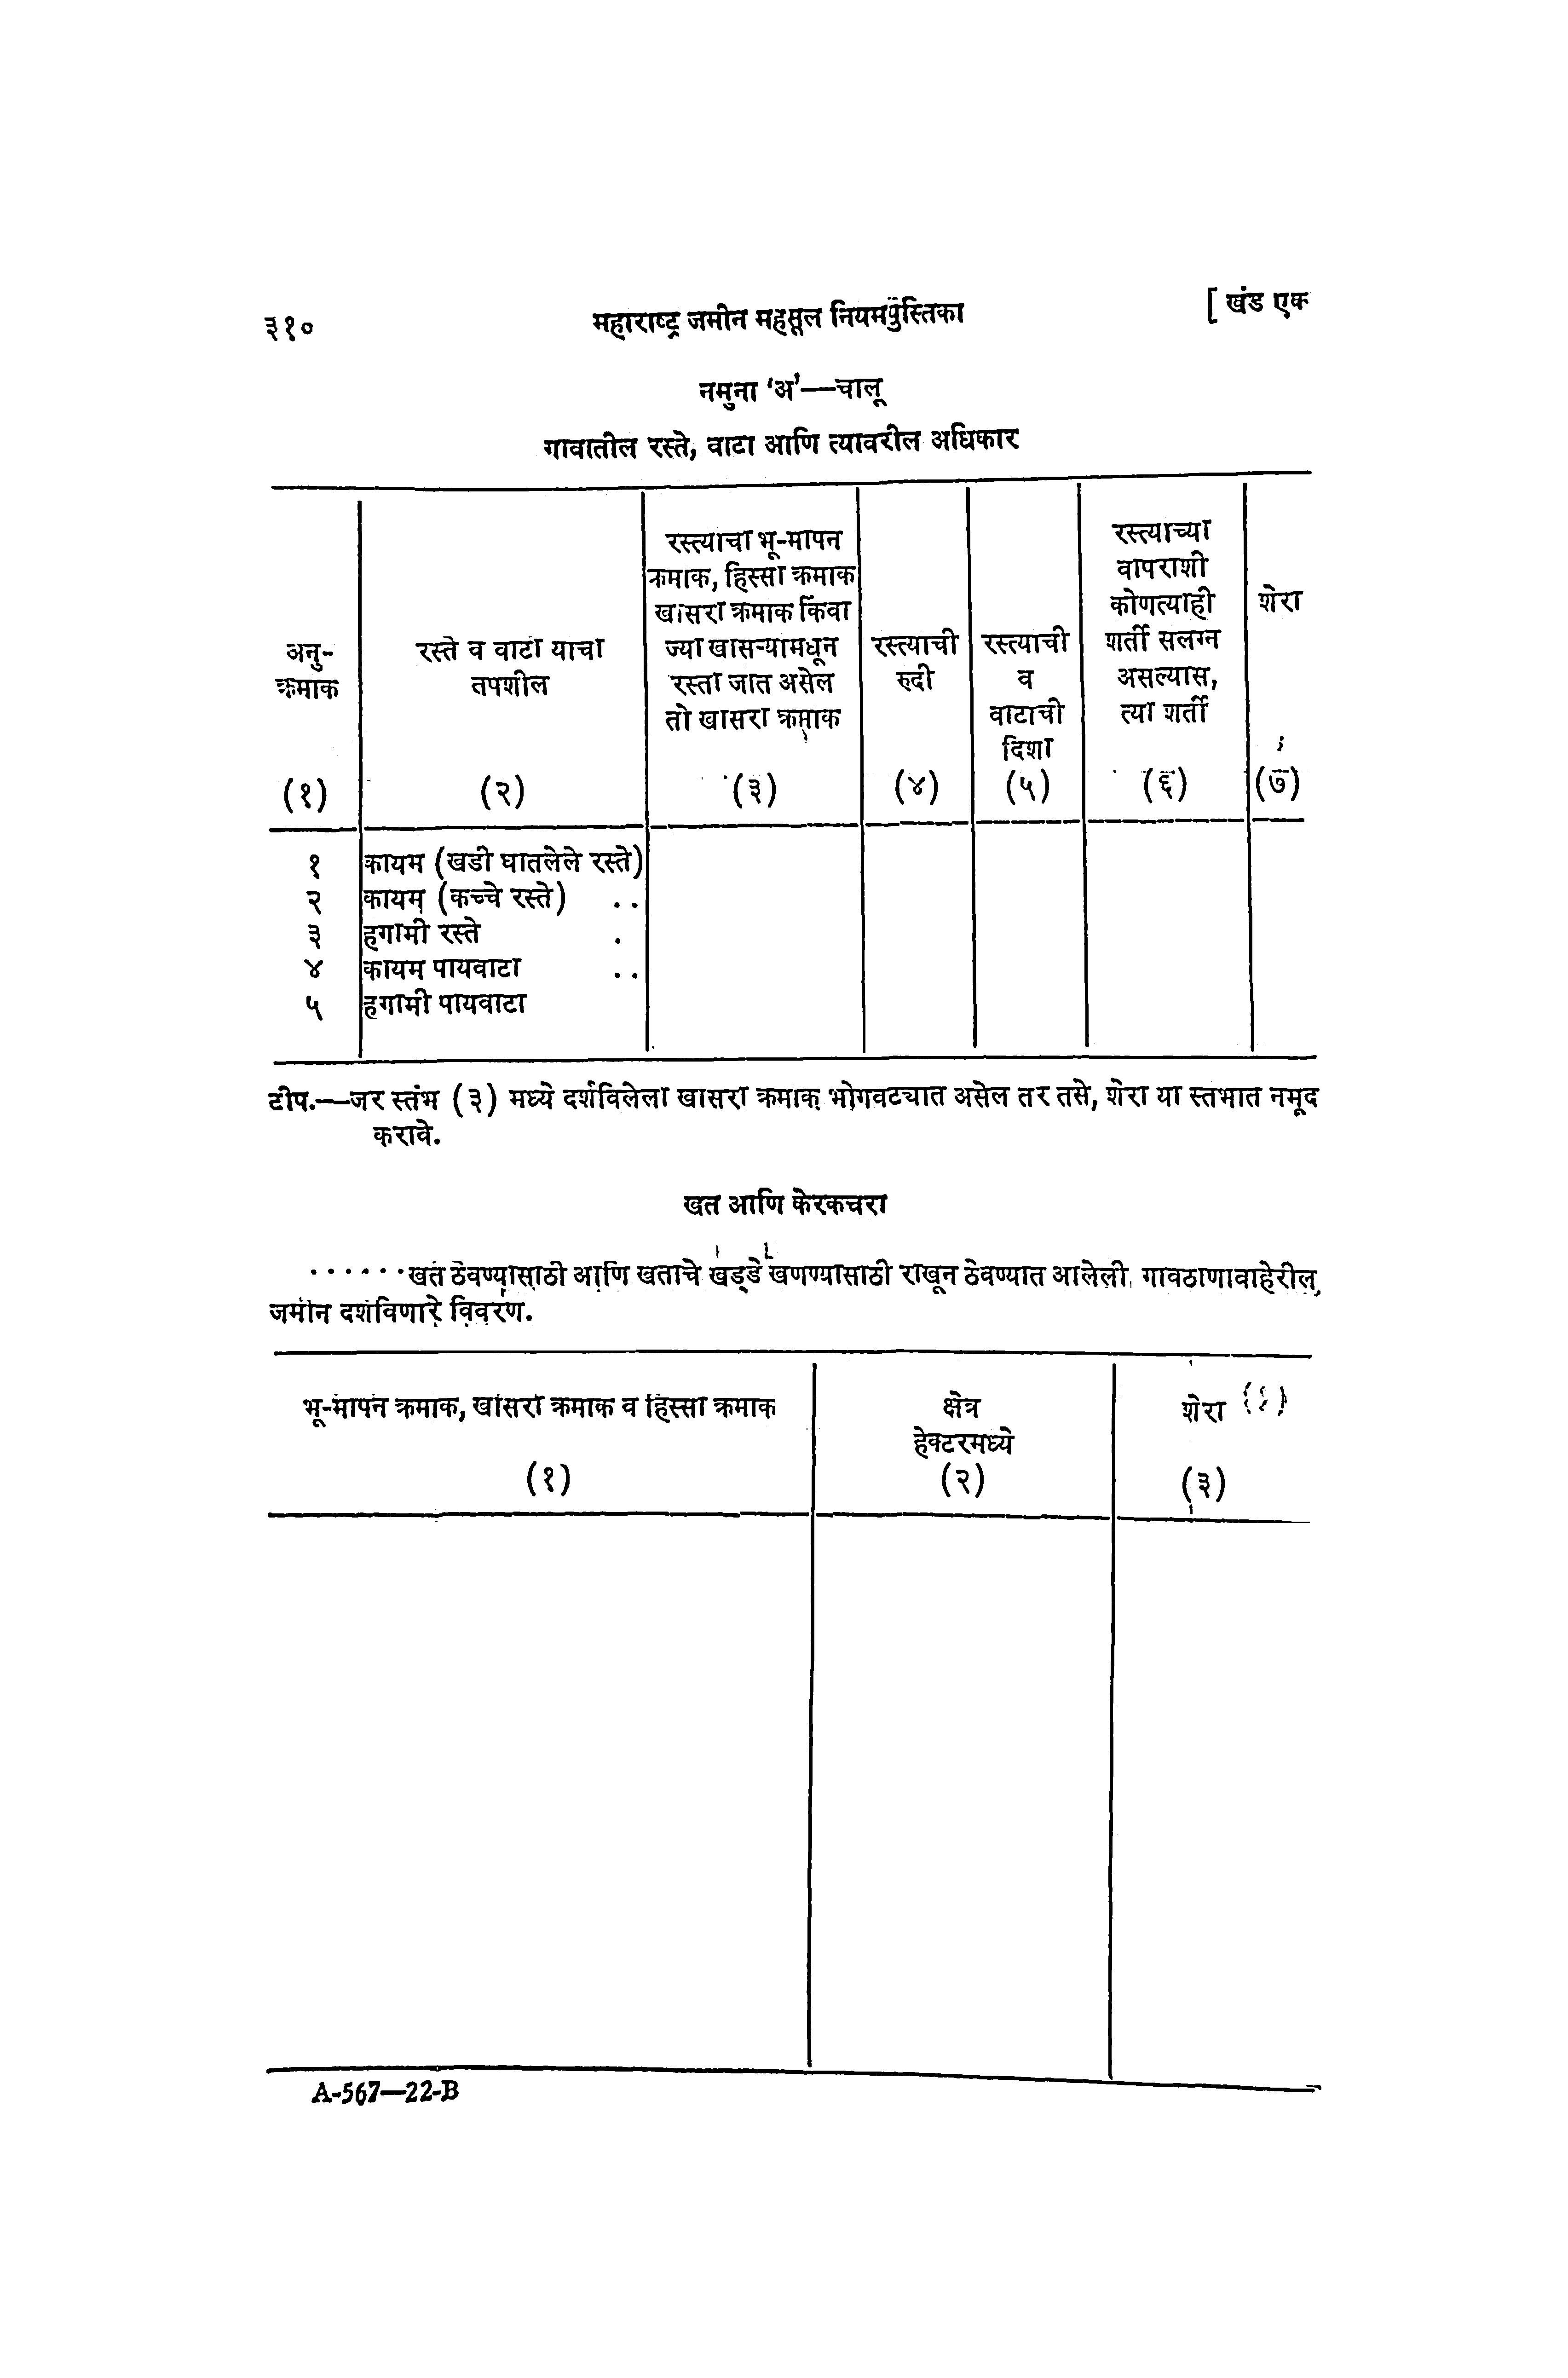 ३१० महाराष्ट्र जमीन महसूल नियमपुस्तिका [ खंड एक
नमुना ‘अ’—चालू
गावातील रस्ते, वाटा आणि त्यावरील अधिकार
अनु-
क्रमाक
(१)
रस्ते व वाटा याचा
तपशील
(२)
रस्त्याचा भू-मापन
क्रमाक, हिस्सा क्रमाक
खासरा क्रमाक किंवा
ज्या खासऱ्यामधून
रस्ता जात असेल
तो खासरा क्रमाक
(३)
रस्त्याची
रुदी
(४)
रस्त्याची
व
वाटाची
दिशा
(५)
रस्त्याच्या
वापराशी
कोणत्याही
शर्ती सलग्न
असल्यास,
त्या शर्ती
(६)
शेरा
(७)
१ कायम (खडी घातलेले रस्ते)
२ कायम (कच्चे रस्ते) . .
३ हगामी रस्ते .
४ कायम पायवाटा . .
५ हगामी पायवाटा
टीप.—जर स्तंभ (३) मध्ये दर्शविलेला खासरा क्रमाक भोगवट्यात असेल तर तसे, शेरा या स्तभात नमूद
करावे.
खत आणि केरकचरा
. . . . . . खत ठेवण्यासाठी आणि खताचे खड्डे खणण्यासाठी राखून ठेवण्यात आलेली, गावठाणावाहेरील,
जमीन दर्शविणारे विवरण.
भू-मापन क्रमाक, खासरा क्रमाक व हिस्सा क्रमाक
(१)
क्षेत्र
हेक्टरमध्ये
(२)
शेरा
(३)
A-567—22-B